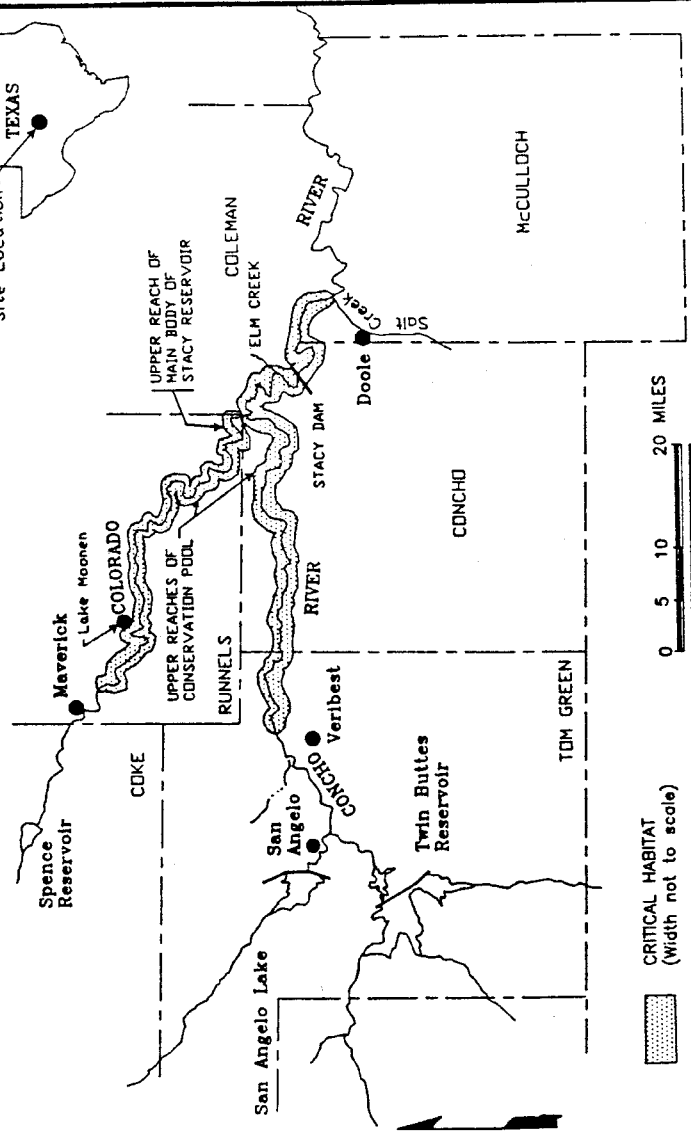 Site Location
TEXAS
Spence
Reservoir
Maverick
Lake Moonen
COLORADO
UPPER REACH OF
MAIN BODY OF
STACY RESERVOIR
COLEMAN
ELM CREEK
RIVER
COKE
RUNNELS
UPPER REACHES OF
CONSERVATION POOL
San Angelo Lake
San
Angelo
CONCHO
Veribest
RIVER
STACY DAM
Doole
Salt
Creek
McCULLOCH
Twin Buttes
Reservoir
TOM GREEN
CONCHO
CRITICAL HABITAT
(Width not to scale)
0 5 10 20 MILES